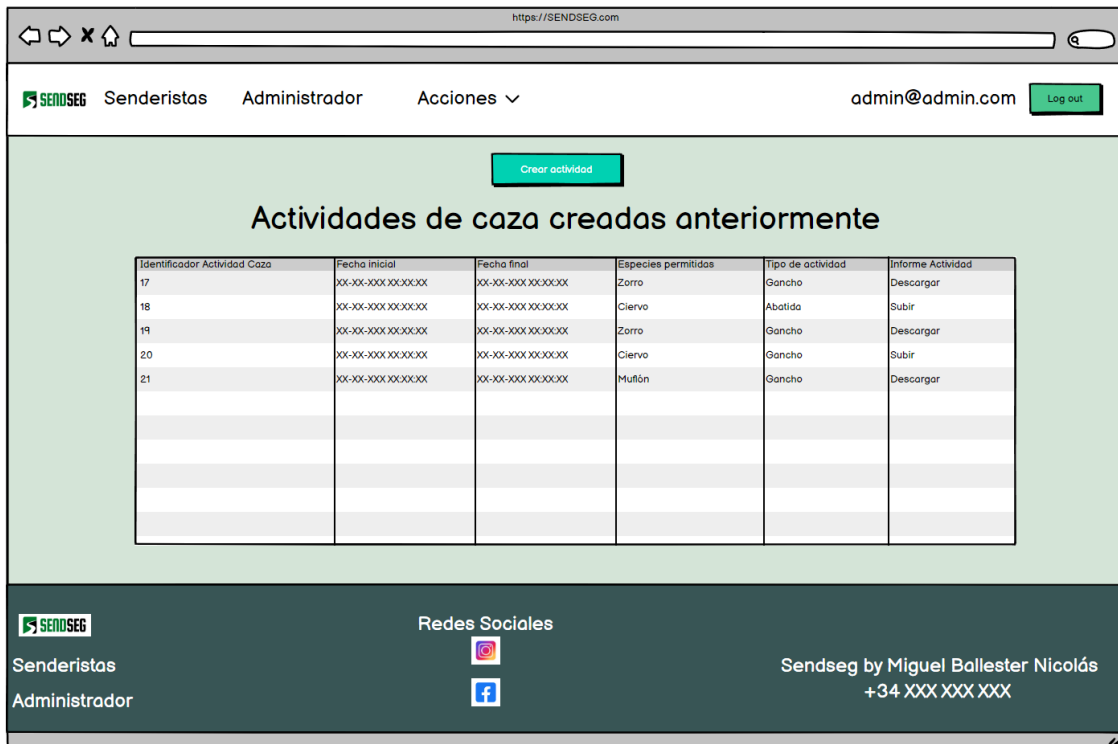 https://SENDSEG.com
SENDSEG Senderistas Administrador Acciones admin@admin.com Log out
Crear actividad
Actividades de caza creadas anteriormente
Identificador Actividad Caza Fecha inicial Fecha final Especies permitidas Tipo de actividad Informe Actividad
17 XX-XX-XXX XX:XX:XX XX-XX-XXX XX:XX:XX Zorro Gancho Descargar
18 XX-XX-XXX XX:XX:XX XX-XX-XXX XX:XX:XX Ciervo Abatida Subir
19 XX-XX-XXX XX:XX:XX XX-XX-XXX XX:XX:XX Zorro Gancho Descargar
20 XX-XX-XXX XX:XX:XX XX-XX-XXX XX:XX:XX Ciervo Gancho Subir
21 XX-XX-XXX XX:XX:XX XX-XX-XXX XX:XX:XX Muflón Gancho Descargar
SENDSEG
Senderistas
Administrador
Redes Sociales
Sendseg by Miguel Ballester Nicolás
+34 XXX XXX XXX